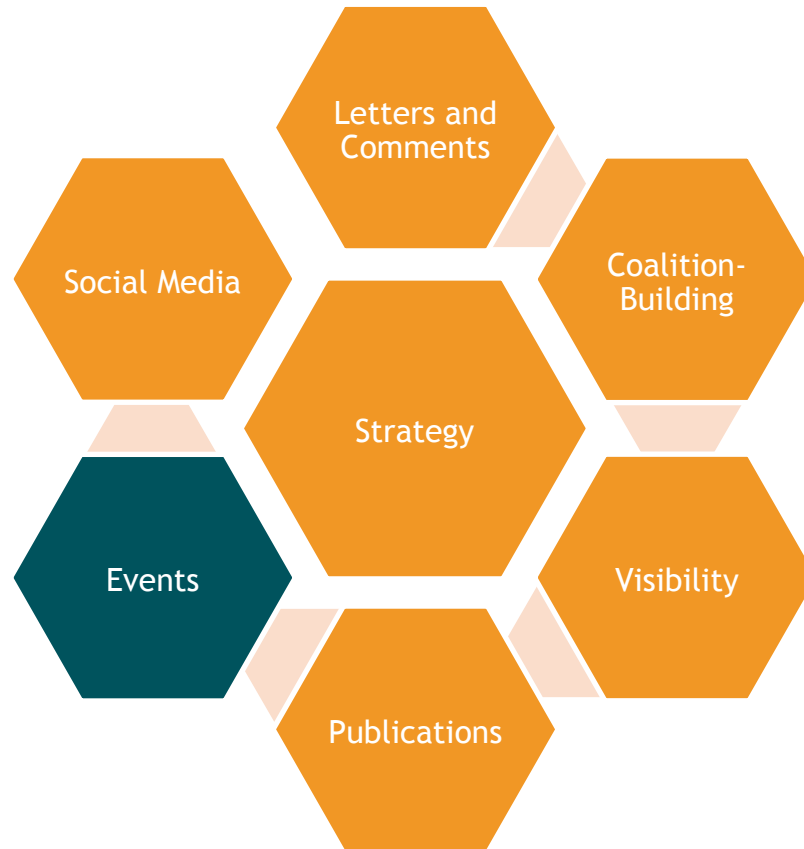 Letters and
Comments
Social Media
Coalition-
Building
Strategy
Events
Visibility
Publications